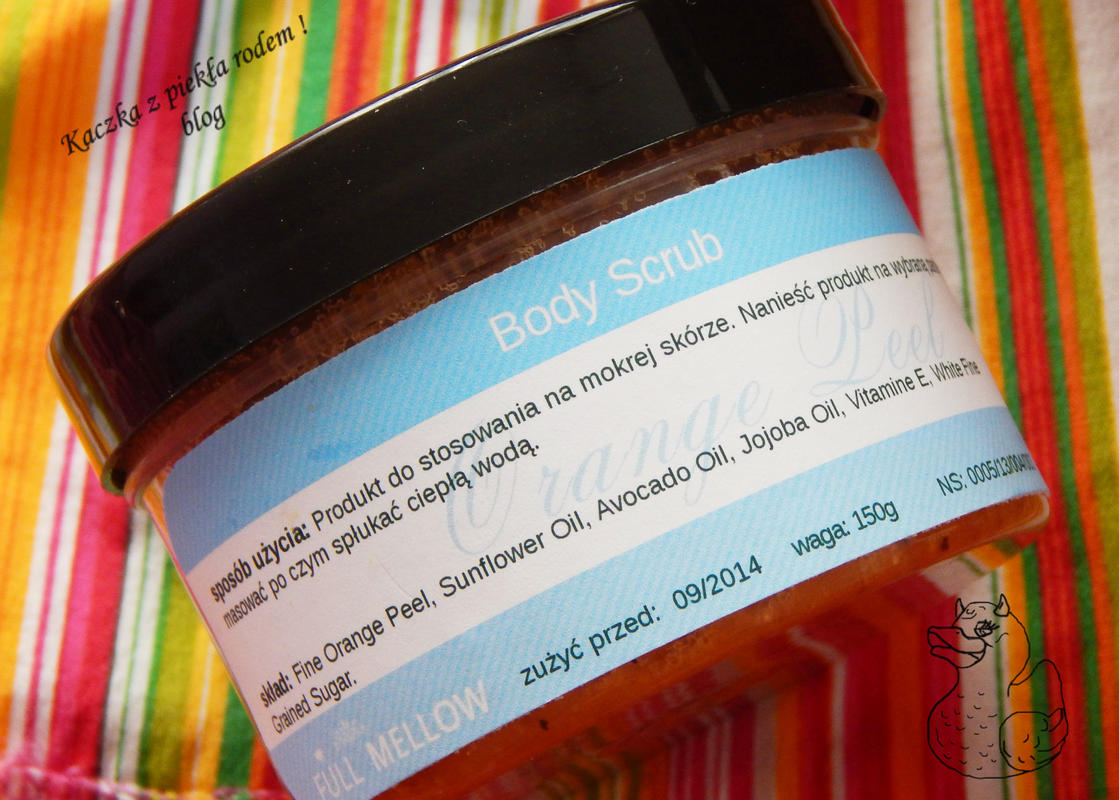 Kaczka z piekła rodem !
blog
Body Scrub
Orange Peel
sposób użycia: Produkt do stosowania na mokrej skórze. Nanieść produkt na wybraną
masować po czym spłukać ciepłą wodą.
skład: Fine Orange Peel, Sunflower Oil, Avocado Oil, Jojoba Oil, Vitamine E, White Fine
Grained Sugar.
zużyć przed: 09/2014 waga: 150g NS:
FULL MELLOW